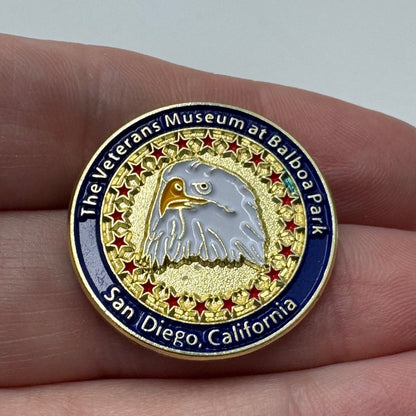 The Veterans Museum at Balboa Park
San Diego, California